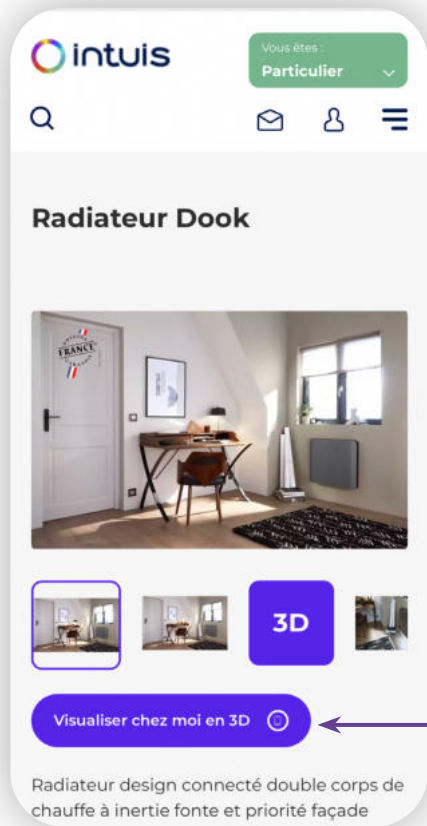 intuis
Vous êtes :
Particulier
Radiateur Dook
FRANCE
3D
Visualiser chez moi en 3D
Radiateur design connecté double corps de
chauffe à inertie fonte et priorité façade